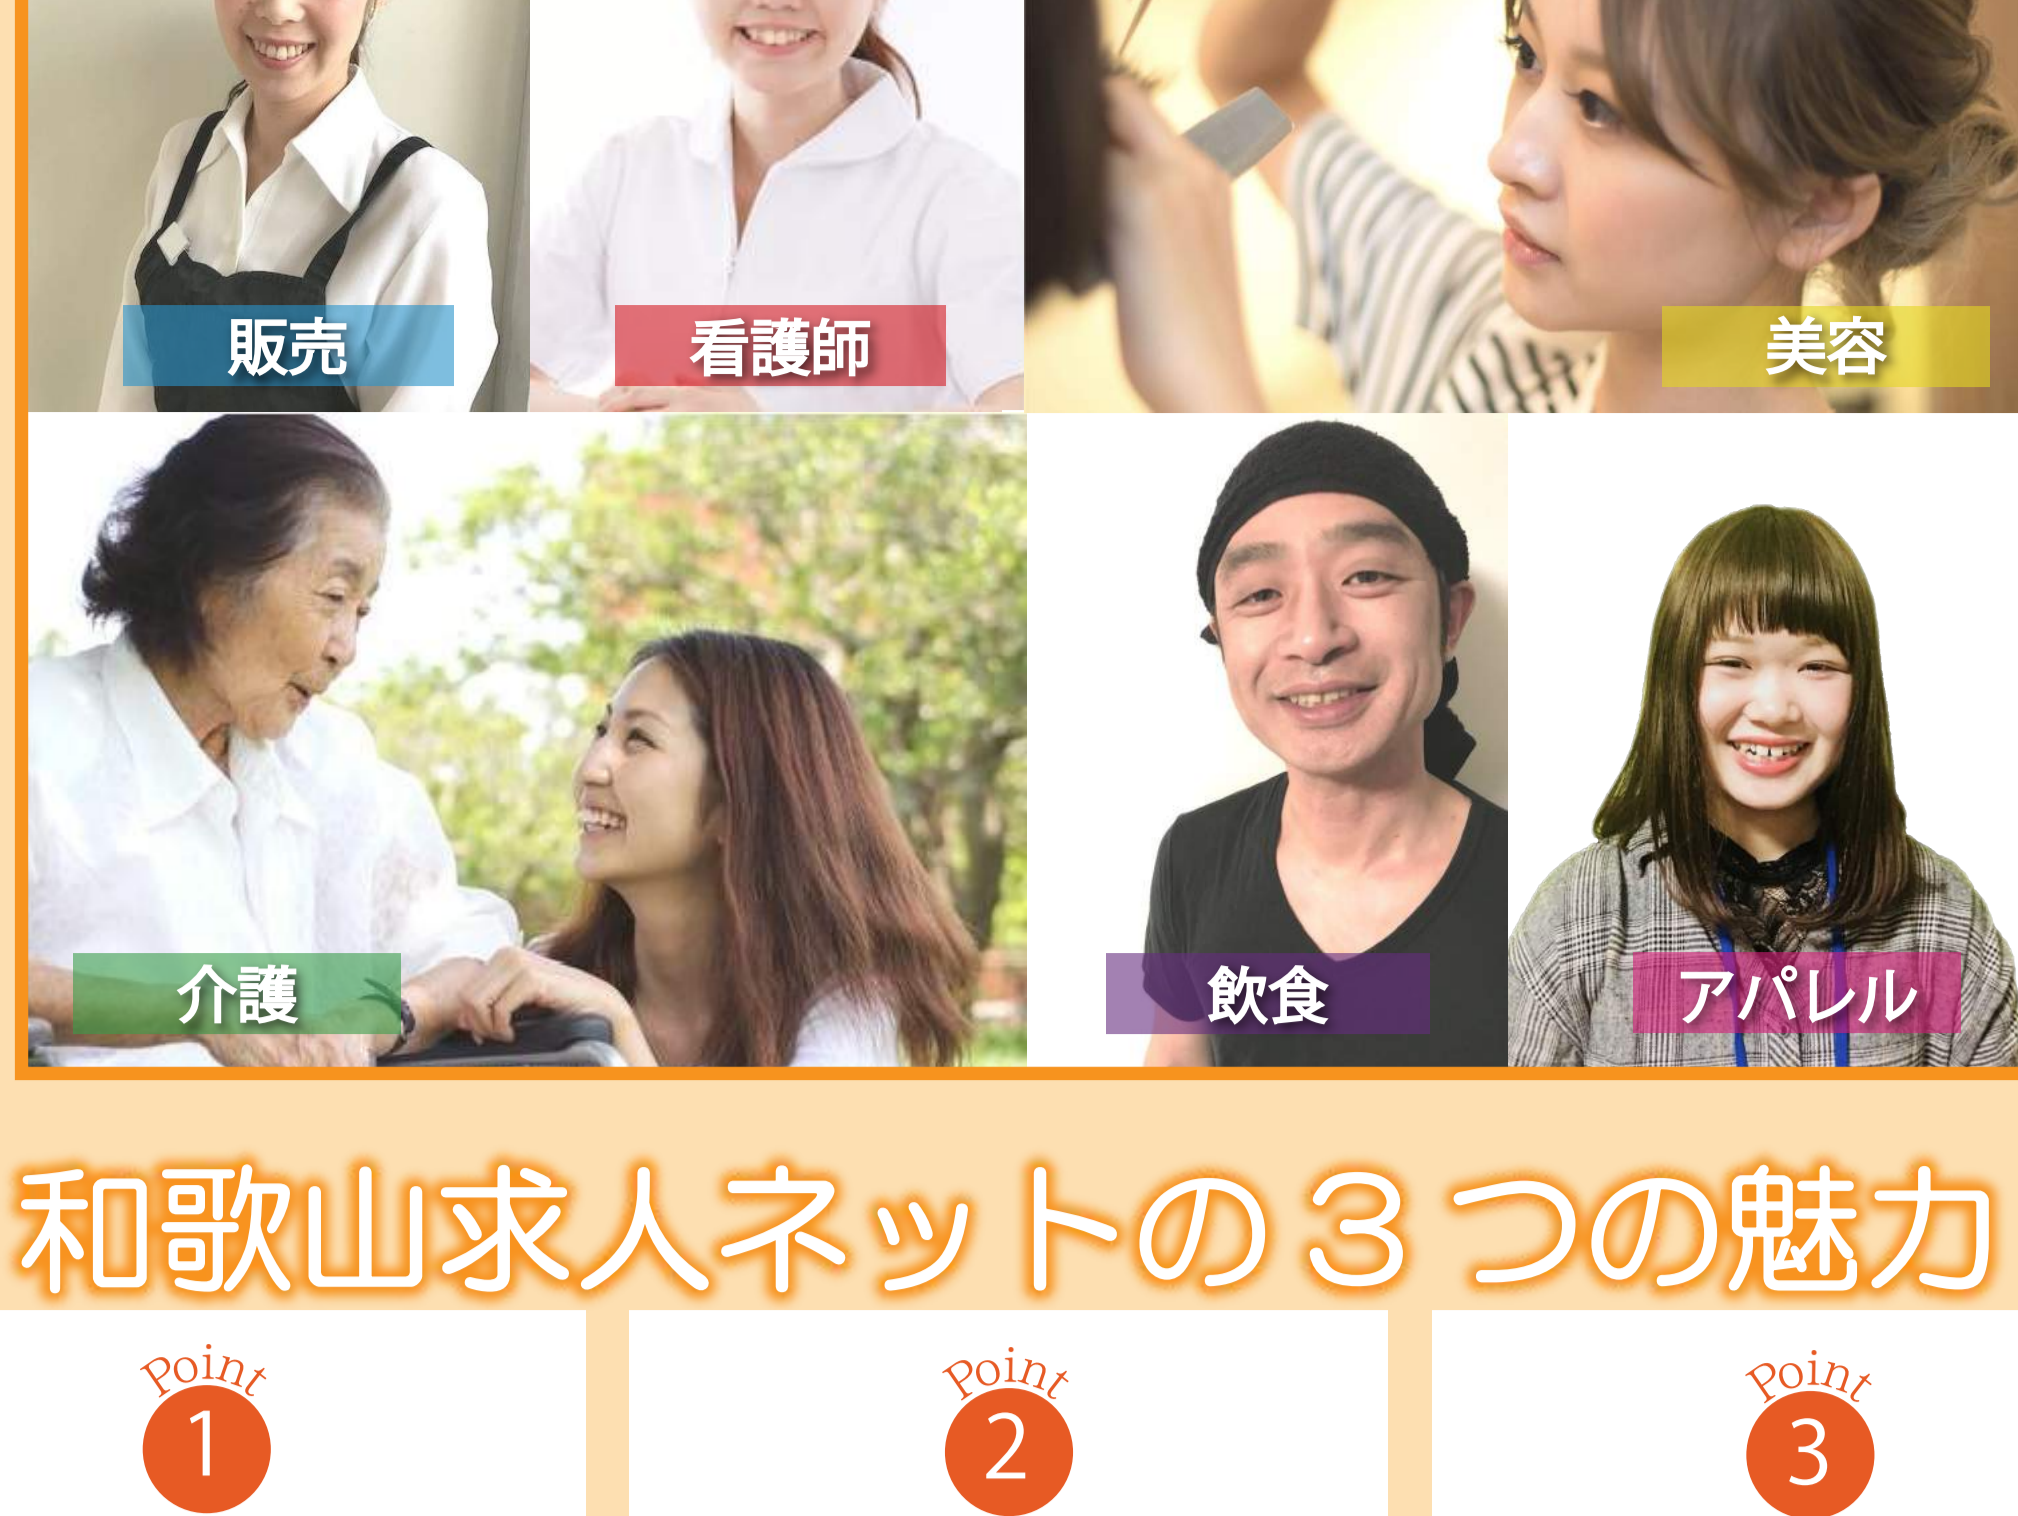 販売
看護師
美容
介護
飲食
アパレル
和歌山求人ネットの３つの魅力
Point
1
Point
2
Point
3